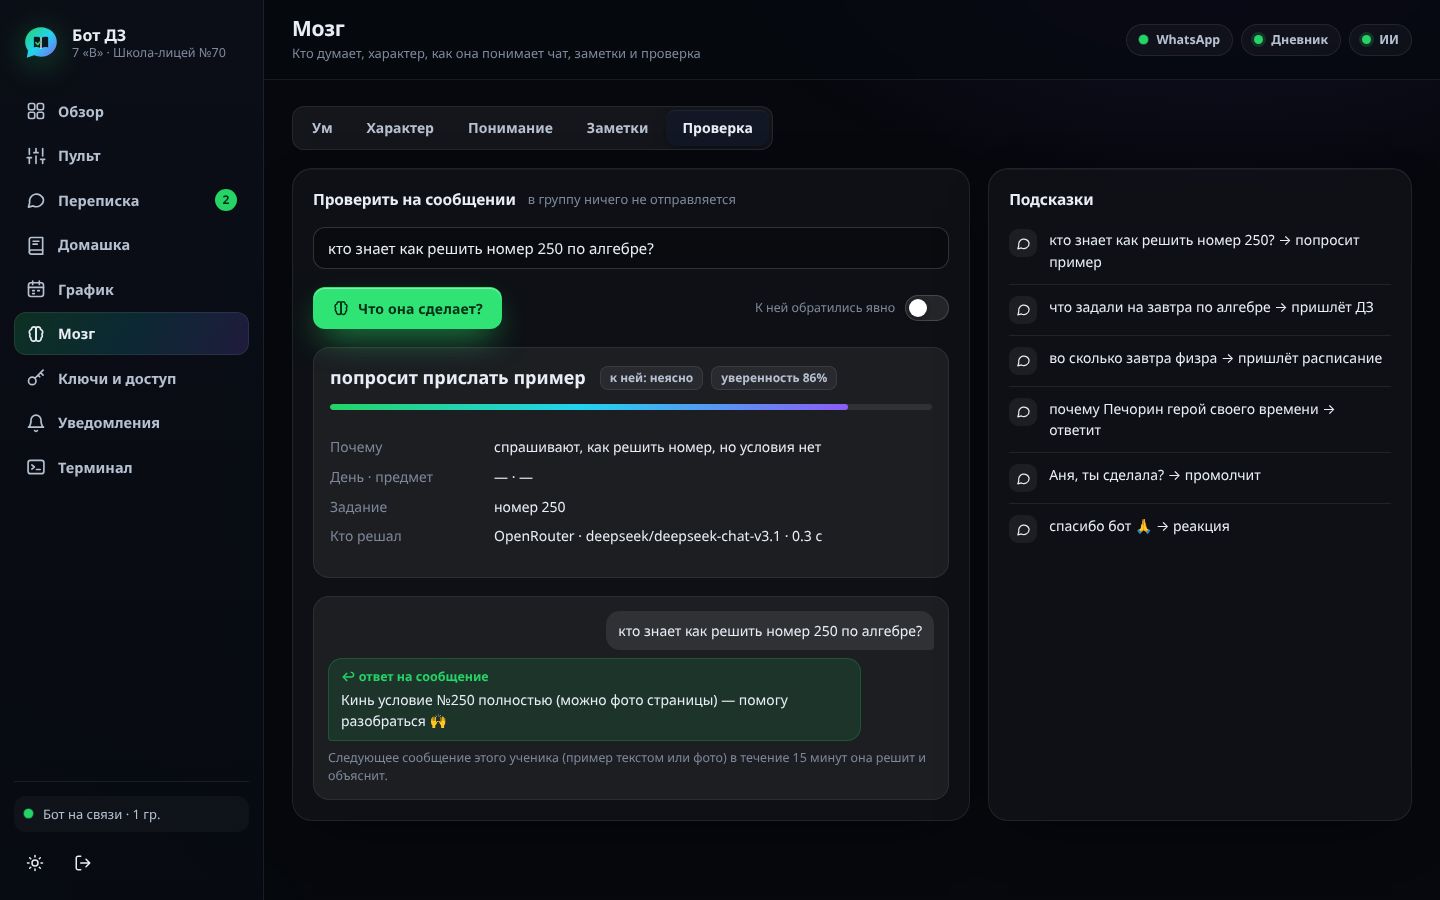 Бот ДЗ
7 «В» · Школа-лицей №70
Обзор
Пульт
Переписка
2
Домашка
График
Мозг
Ключи и доступ
Уведомления
Терминал
Бот на связи · 1 гр.
Мозг
Кто думает, характер, как она понимает чат, заметки и проверка
WhatsApp
Дневник
ИИ
Ум
Характер
Понимание
Заметки
Проверка
Проверить на сообщении
в группу ничего не отправляется
кто знает как решить номер 250 по алгебре?
Что она сделает?
К ней обратились явно
попросит прислать пример
к ней: неясно
уверенность 86%
Почему
спрашивают, как решить номер, но условия нет
День · предмет
— · —
Задание
номер 250
Кто решал
OpenRouter · deepseek/deepseek-chat-v3.1 · 0.3 с
кто знает как решить номер 250 по алгебре?
↩ ответ на сообщение
Кинь условие №250 полностью (можно фото страницы) — помогу
разобраться 🙌
Следующее сообщение этого ученика (пример текстом или фото) в течение 15 минут она решит и
объяснит.
Подсказки
кто знает как решить номер 250? → попросит
пример
что задали на завтра по алгебре → пришлёт ДЗ
во сколько завтра физра → пришлёт расписание
почему Печорин герой своего времени →
ответит
Аня, ты сделала? → промолчит
спасибо бот 🙏 → реакция